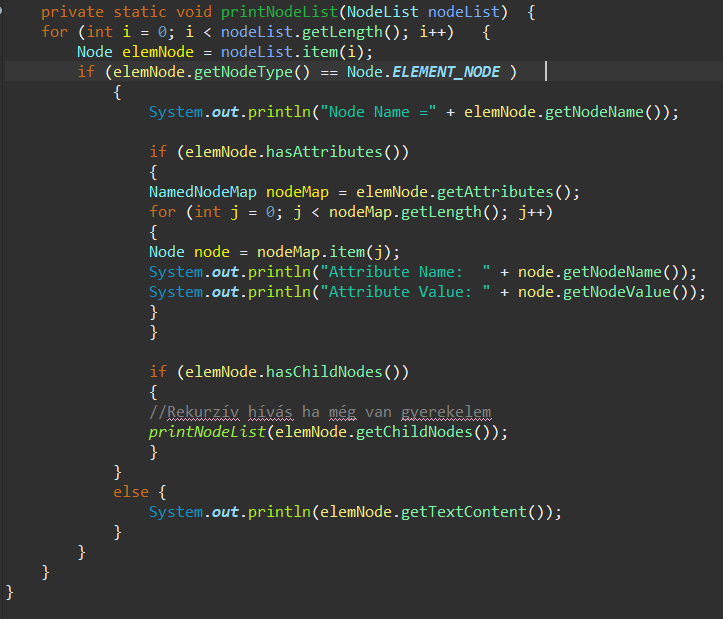 private static void printNodeList(NodeList nodeList)  {
for (int i = 0; i < nodeList.getLength(); i++)   {
Node elemNode = nodeList.item(i);
if (elemNode.getNodeType() == Node.ELEMENT_NODE )
{
System.out.println("Node Name =" + elemNode.getNodeName());
if (elemNode.hasAttributes())
{
NamedNodeMap nodeMap = elemNode.getAttributes();
for (int j = 0; j < nodeMap.getLength(); j++)
{
Node node = nodeMap.item(j);
System.out.println("Attribute Name:  " + node.getNodeName());
System.out.println("Attribute Value: " + node.getNodeValue());
}
}
if (elemNode.hasChildNodes())
{
//Rekurzív hívás ha még van gyerekelem
printNodeList(elemNode.getChildNodes());
}
}
else {
System.out.println(elemNode.getTextContent());
}
}
}
}